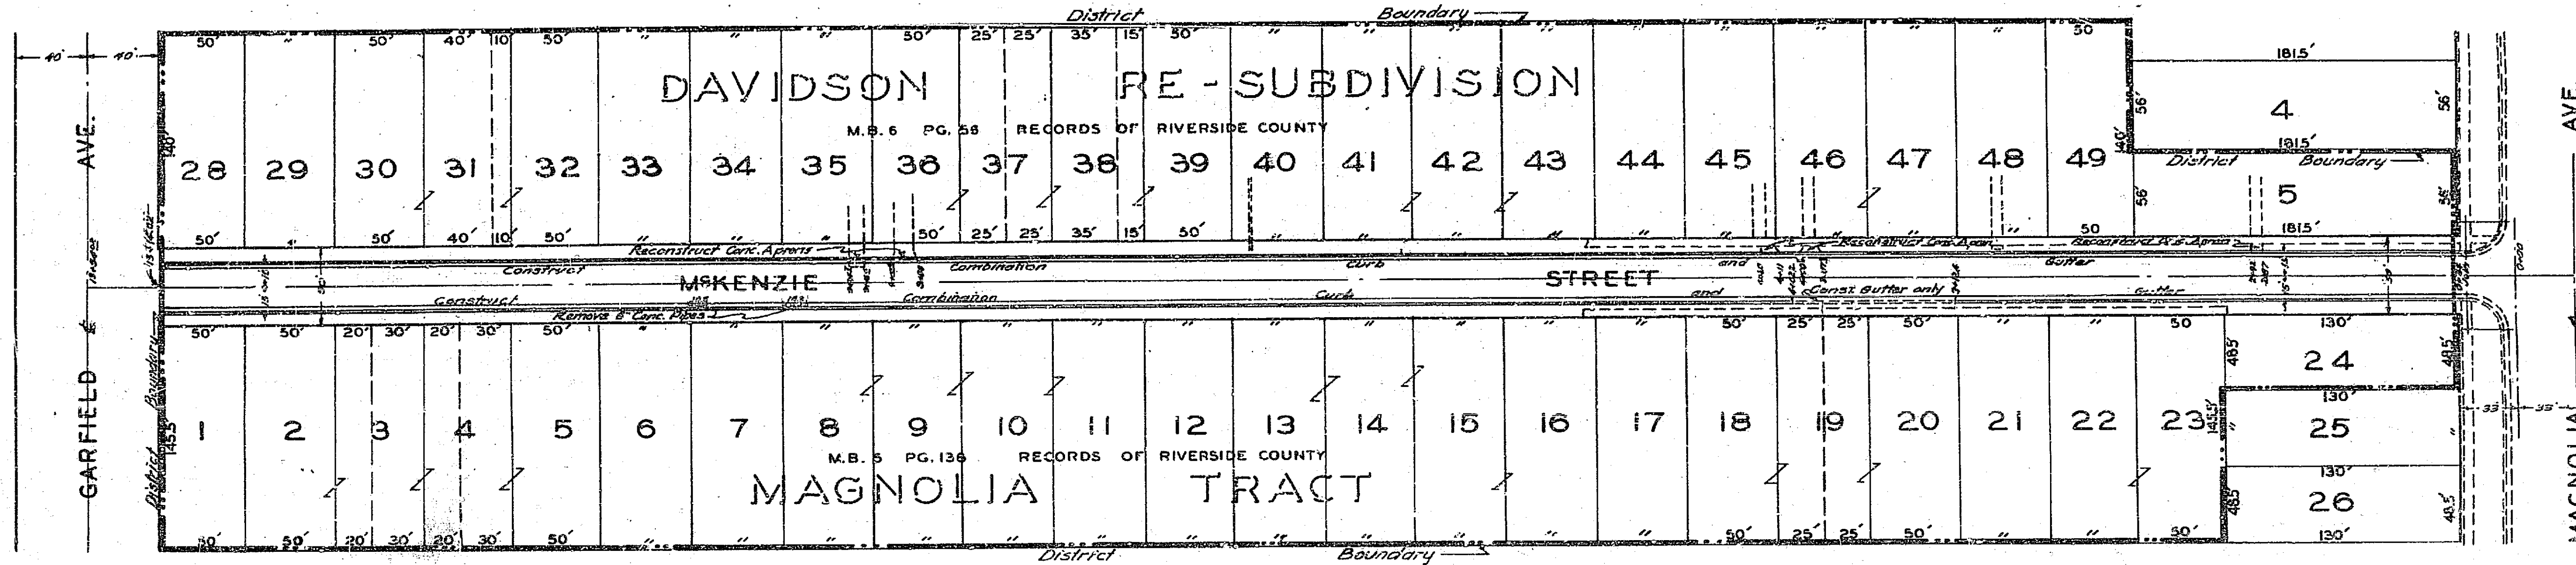 District Boundary
50' " 50' 40' 10' 50' " " " 50' 25' 25' 35' 15' 50' " " " " " " " " " 50
40' 40'
181.5'
DAVIDSON RE-SUBDIVISION
M.B. 6 PG. 56 RECORDS OF RIVERSIDE COUNTY
56' 4 56'
181.5'
District Boundary
140' 28 29 30 31 32 33 34 35 36 37 38 39 40 41 42 43 44 45 46 47 48 49 140'
56' 5 56'
50' " 50' 40' 10' 50' " " " 50' 25' 25' 35' 15' 50' " " " " " " " " " 50 181.5'
Reconstruct Conc. Aprons Reconstruct Conc. Apron
Construct Combination Curb and Gutter
McKENZIE STREET
Construct Combination Curb and Const. Gutter only Gutter
Remove 8" Conc. Pipes
50' 50' 20' 30' 20' 30' 50' " " " " " " " " " " " " 50' 25' 25' 50' " " 50 130'
48.5' 24 48.5'
130'
GARFIELD AVE.
District Boundary
145.5' 1 2 3 4 5 6 7 8 9 10 11 12 13 14 15 16 17 18 19 20 21 22 23 145.5'
" 25 "
33' 33'
M.B. 5 PG. 136 RECORDS OF RIVERSIDE COUNTY
130'
MAGNOLIA TRACT
48.5' 26 48.5'
50' 50' 20' 30' 20' 30' 50' " " " " " " " " " " " " 50' 25' 25' 50' " " 50' 130'
District Boundary
MAGNOLIA AVE